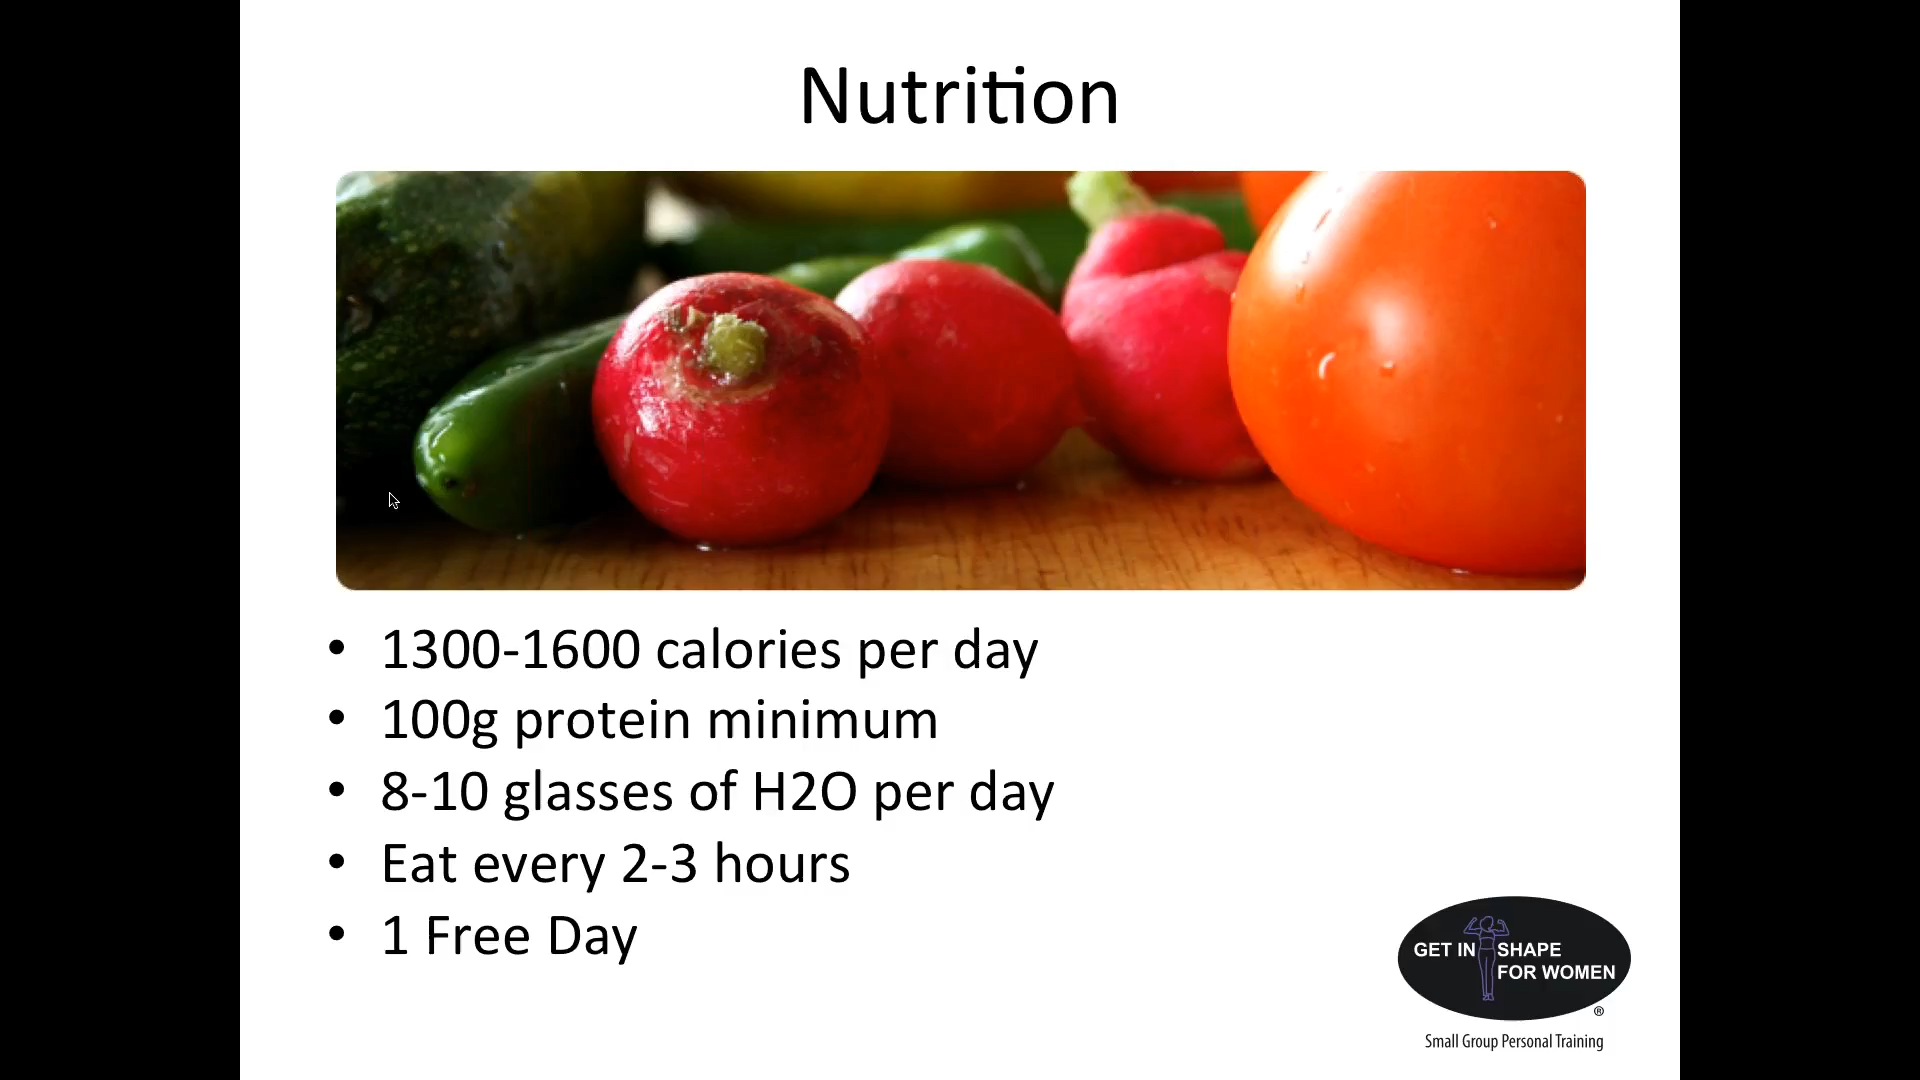 Nutrition
• 1300-1600 calories per day
• 100g protein minimum
• 8-10 glasses of H2O per day
• Eat every 2-3 hours
• 1 Free Day
GET IN SHAPE
FOR WOMEN
®
Small Group Personal Training